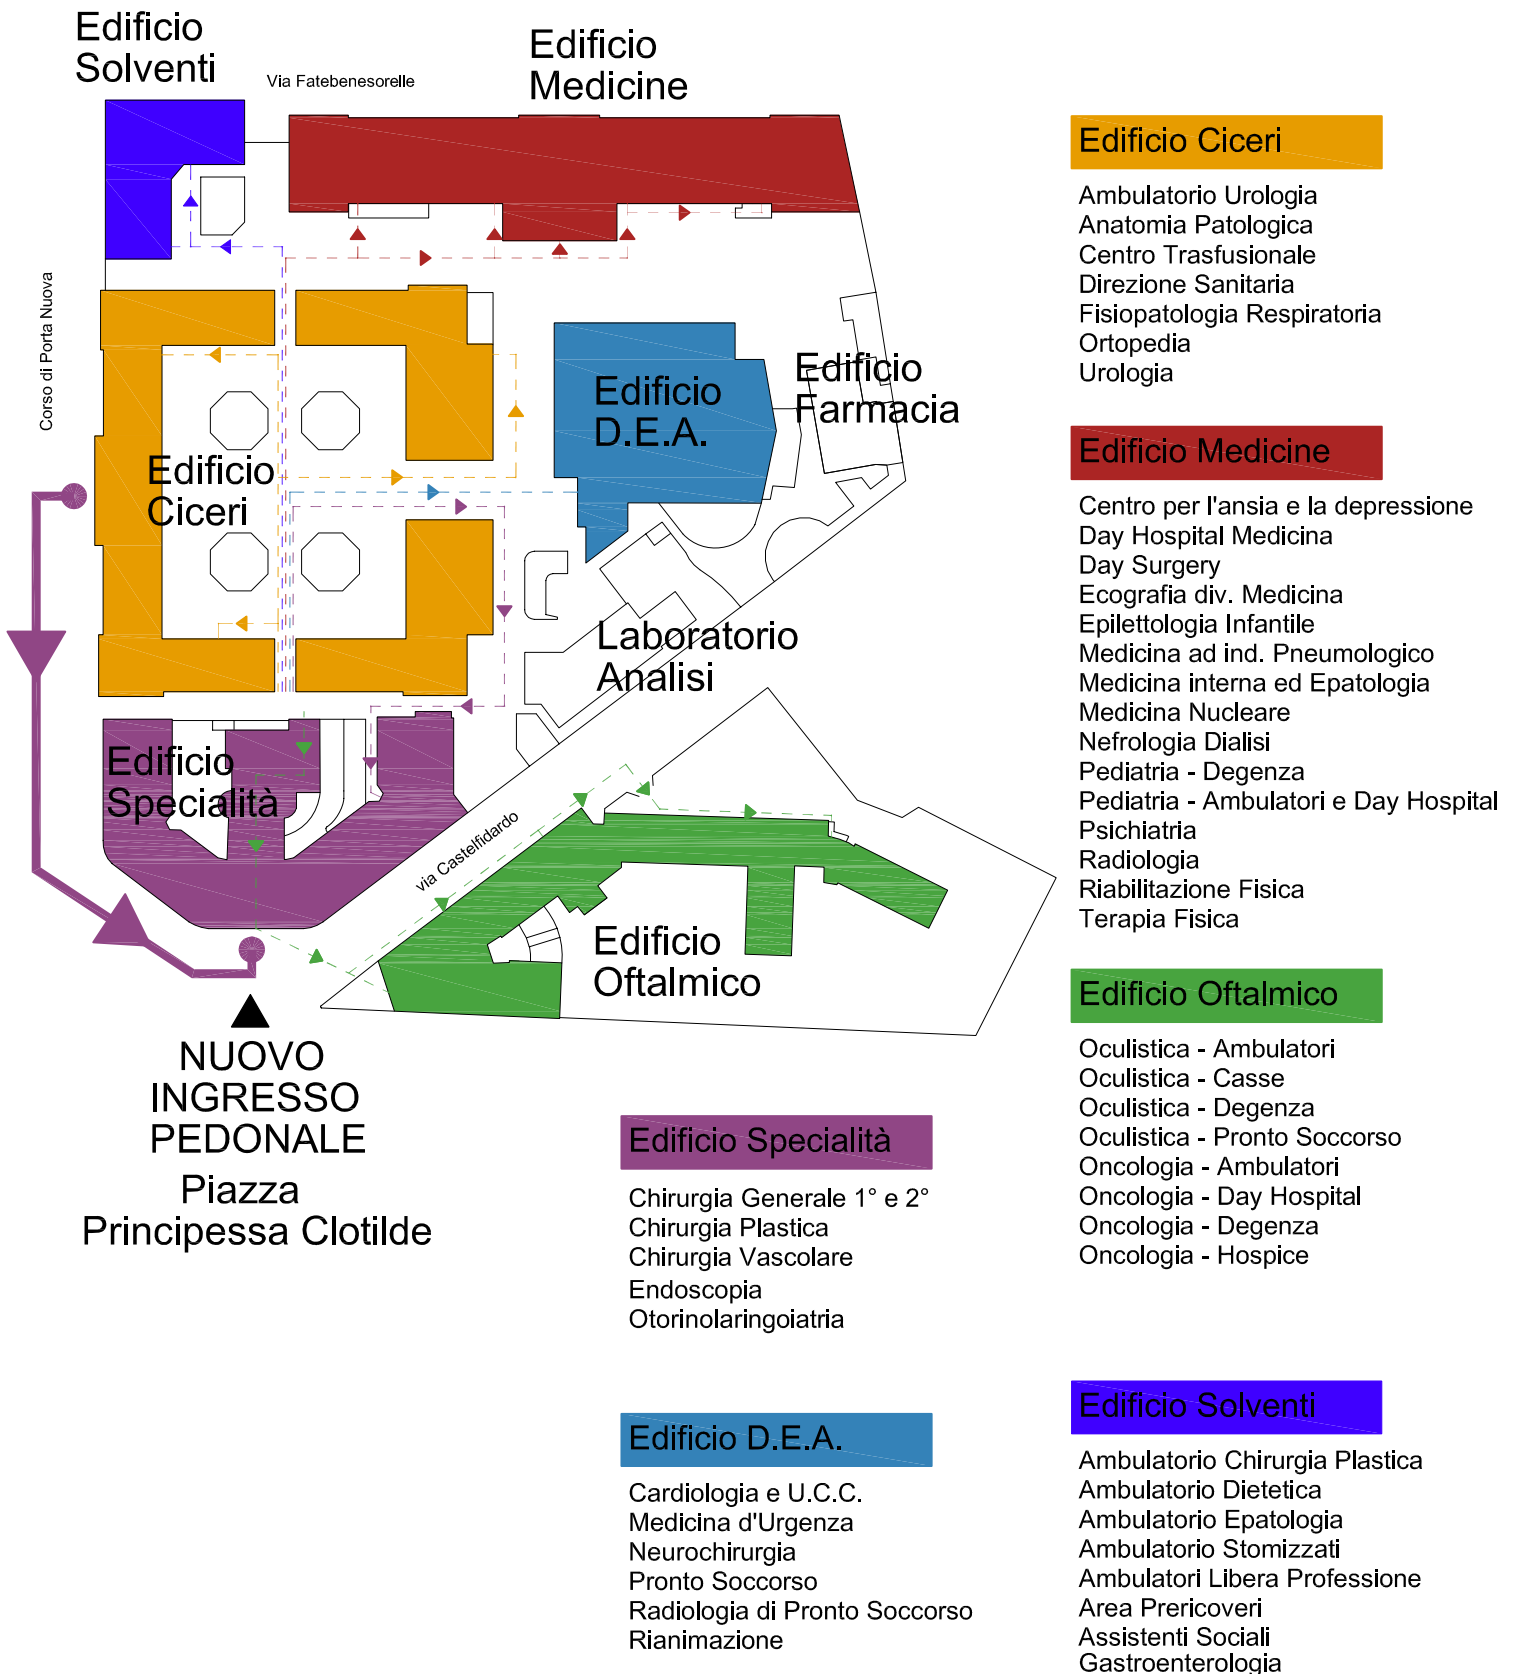 Edificio
Solventi
Via Fatebenesorelle
Edificio
Medicine
Corso di Porta Nuova
Edificio
Ciceri
Edificio
D.E.A.
Edificio
Farmacia
Laboratorio
Analisi
Edificio
Specialità
via Castelfidardo
Edificio
Oftalmico
NUOVO
INGRESSO
PEDONALE
Piazza
Principessa Clotilde
Edificio Ciceri
Ambulatorio Urologia
Anatomia Patologica
Centro Trasfusionale
Direzione Sanitaria
Fisiopatologia Respiratoria
Ortopedia
Urologia
Edificio Medicine
Centro per l'ansia e la depressione
Day Hospital Medicina
Day Surgery
Ecografia div. Medicina
Epilettologia Infantile
Medicina ad ind. Pneumologico
Medicina interna ed Epatologia
Medicina Nucleare
Nefrologia Dialisi
Pediatria - Degenza
Pediatria - Ambulatori e Day Hospital
Psichiatria
Radiologia
Riabilitazione Fisica
Terapia Fisica
Edificio Oftalmico
Oculistica - Ambulatori
Oculistica - Casse
Oculistica - Degenza
Oculistica - Pronto Soccorso
Oncologia - Ambulatori
Oncologia - Day Hospital
Oncologia - Degenza
Oncologia - Hospice
Edificio Specialità
Chirurgia Generale 1° e 2°
Chirurgia Plastica
Chirurgia Vascolare
Endoscopia
Otorinolaringoiatria
Edificio D.E.A.
Cardiologia e U.C.C.
Medicina d'Urgenza
Neurochirurgia
Pronto Soccorso
Radiologia di Pronto Soccorso
Rianimazione
Edificio Solventi
Ambulatorio Chirurgia Plastica
Ambulatorio Dietetica
Ambulatorio Epatologia
Ambulatorio Stomizzati
Ambulatori Libera Professione
Area Prericoveri
Assistenti Sociali
Gastroenterologia